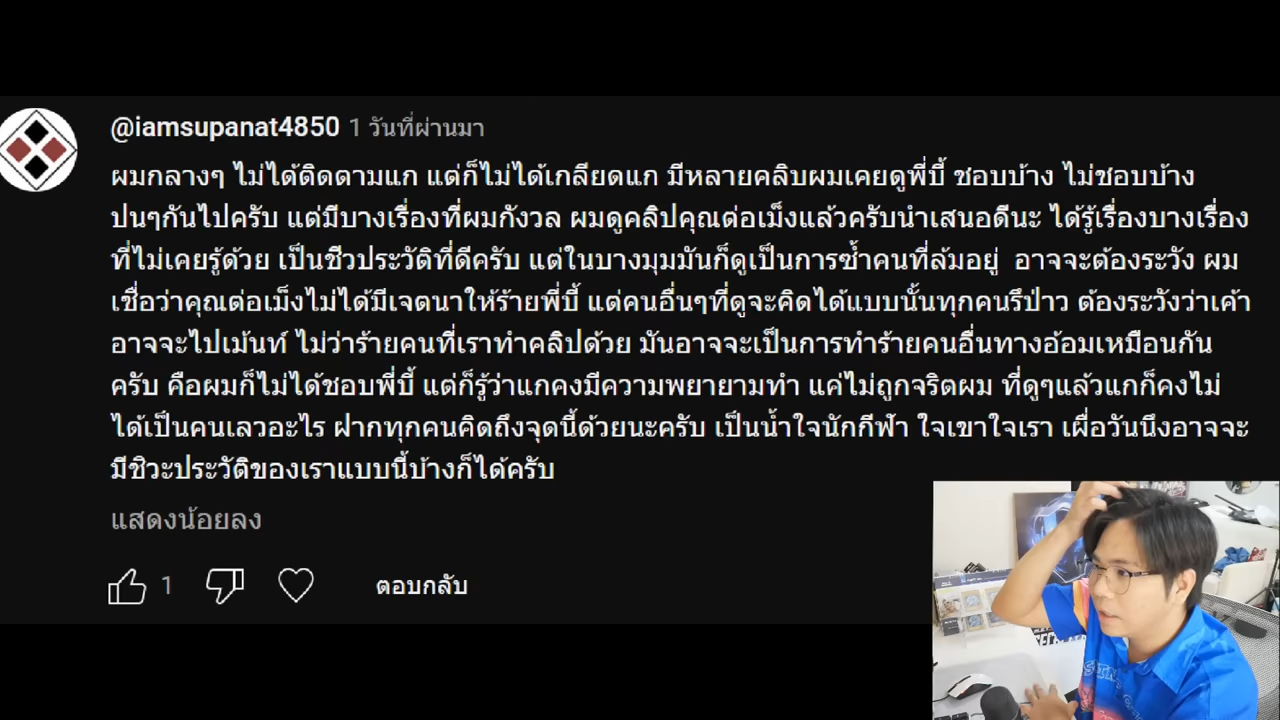 @iamsupanat4850 1 วันที่ผ่านมา
ผมกลางๆ ไม่ได้ติดตามแก แต่ก็ไม่ได้เกลียดแก มีหลายคลิบผมเคยดูพี่บี้ ชอบบ้าง ไม่ชอบบ้าง
ปนๆกันไปครับ แต่มีบางเรื่องที่ผมกังวล ผมดูคลิปคุณต่อเม็งแล้วครับนำเสนอดีนะ ได้รู้เรื่องบางเรื่อง
ที่ไม่เคยรู้ด้วย เป็นชีวประวัติที่ดีครับ แต่ในบางมุมมันก็ดูเป็นการซ้ำคนที่ล้มอยู่ อาจจะต้องระวัง ผม
เชื่อว่าคุณต่อเม็งไม่ได้มีเจตนาให้ร้ายพี่บี้ แต่คนอื่นๆที่ดูจะคิดได้แบบนั้นทุกคนรึป่าว ต้องระวังว่าเค้า
อาจจะไปเม้นท์ ไม่ว่าร้ายคนที่เราทำคลิปด้วย มันอาจจะเป็นการทำร้ายคนอื่นทางอ้อมเหมือนกัน
ครับ คือผมก็ไม่ได้ชอบพี่บี้ แต่ก็รู้ว่าแกคงมีความพยายามทำ แค่ไม่ถูกจริตผม ที่ดูๆแล้วแกก็คงไม่
ได้เป็นคนเลวอะไร ฝากทุกคนคิดถึงจุดนี้ด้วยนะครับ เป็นน้ำใจนักกีฬา ใจเขาใจเรา เผื่อวันนึงอาจจะ
มีชิวะประวัติของเราแบบนี้บ้างก็ได้ครับ
แสดงน้อยลง
1 ตอบกลับ